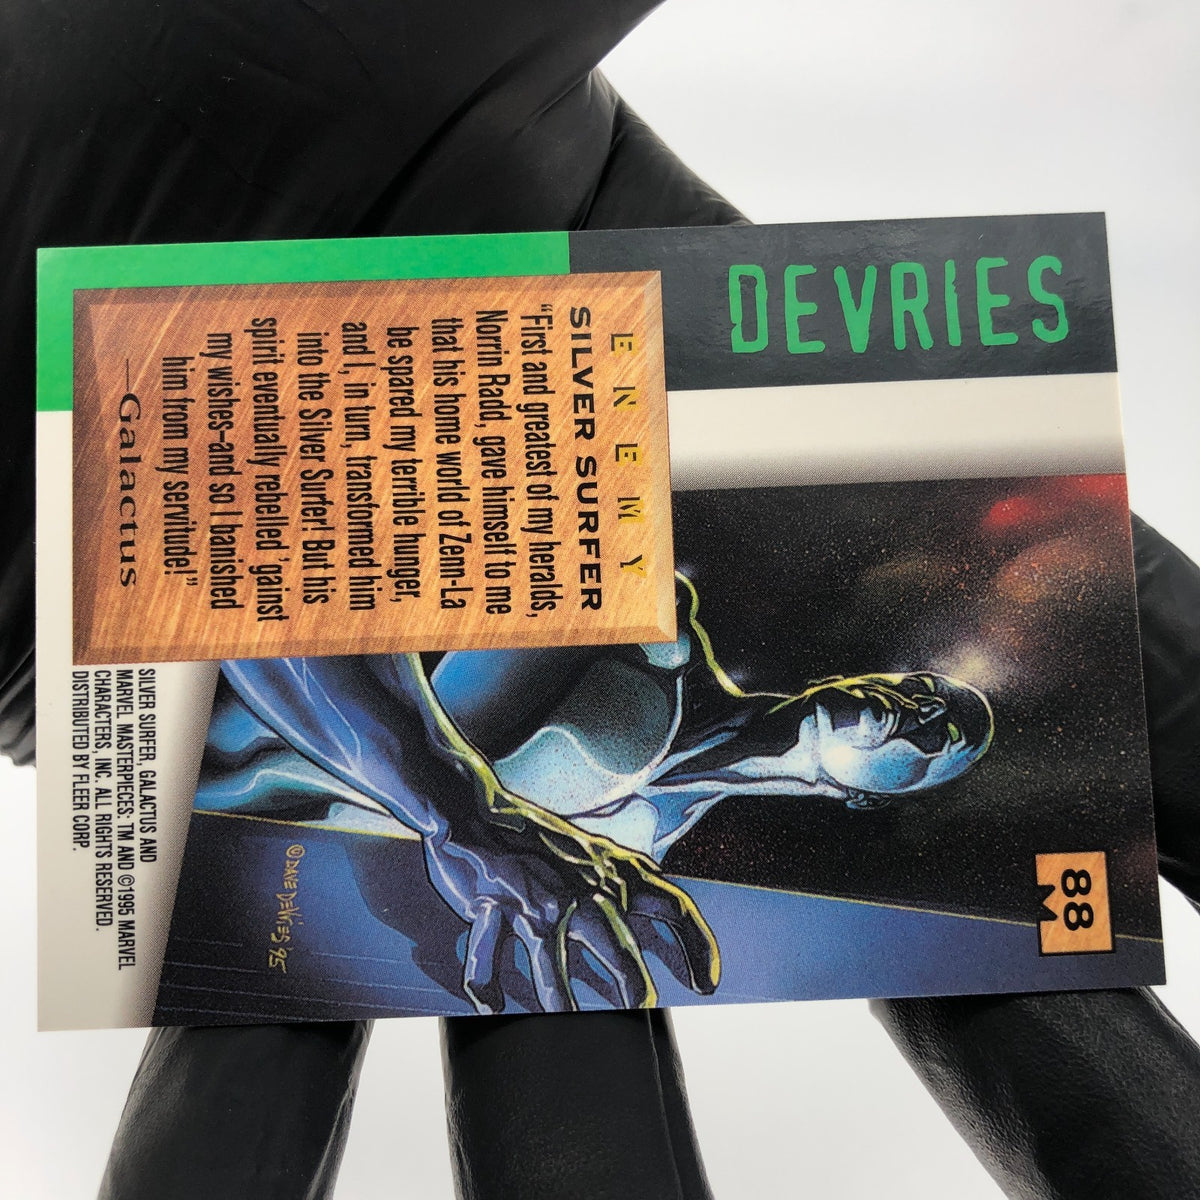 DEVRIES
ENEMY
SILVER SURFER
"First and greatest of my heralds,
Norrin Radd, gave himself to me
that his home world of Zenn-La
be spared my terrible hunger,
and I, in turn, transformed him
into the Silver Surfer! But his
spirit eventually rebelled 'gainst
my wishes–and so I banished
him from my servitude!"
—Galactus
88
M
©DAVE DEVRIES '95
SILVER SURFER, GALACTUS AND
MARVEL MASTERPIECES: TM AND ©1995 MARVEL
CHARACTERS, INC. ALL RIGHTS RESERVED.
DISTRIBUTED BY FLEER CORP.